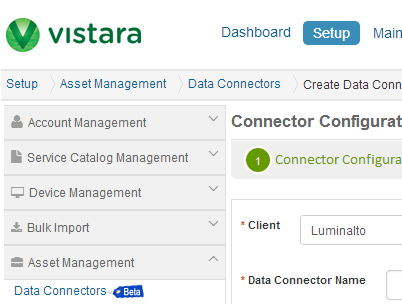 vistara
Dashboard Setup
Setup Asset Management Data Connectors Create Data Conn
Account Management
Service Catalog Management
Device Management
Bulk Import
Asset Management
Data Connectors Beta
Connector Configurat
1 Connector Configura
* Client Luminalto
* Data Connector Name